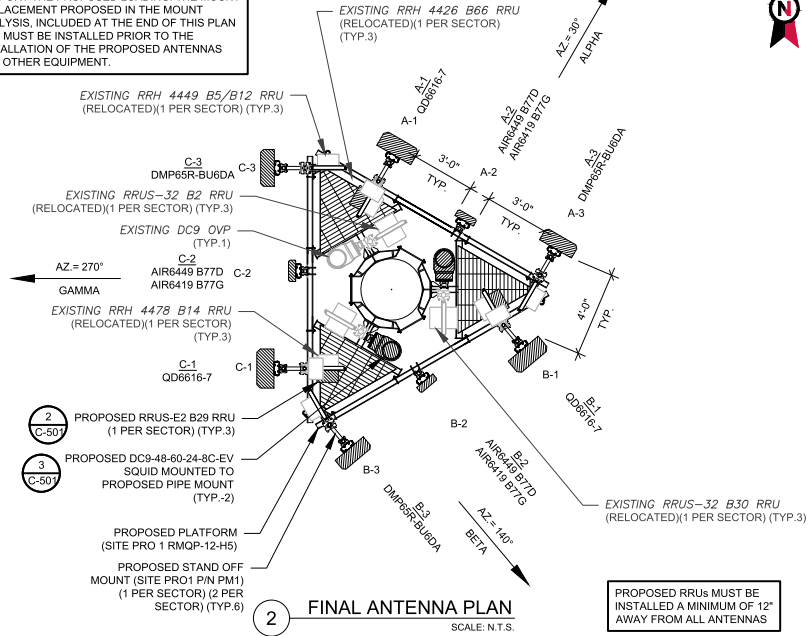 LACEMENT PROPOSED IN THE MOUNT
LYSIS, INCLUDED AT THE END OF THIS PLAN
MUST BE INSTALLED PRIOR TO THE
ALLATION OF THE PROPOSED ANTENNAS
OTHER EQUIPMENT.
EXISTING RRH 4426 B66 RRU
(RELOCATED)(1 PER SECTOR)
(TYP.3)
AZ.= 30°
ALPHA
N
EXISTING RRH 4449 B5/B12 RRU
(RELOCATED)(1 PER SECTOR) (TYP.3)
A-1
QD6616-7
A-1
A-2
AIR6449 B77D
AIR6419 B77G
A-3
DMP65R-BU6DA
3'-0"
TYP.
A-2
3'-0"
TYP.
A-3
C-3
DMP65R-BU6DA
C-3
EXISTING RRUS-32 B2 RRU
(RELOCATED)(1 PER SECTOR) (TYP.3)
EXISTING DC9 OVP
(TYP.1)
AZ.= 270°
GAMMA
C-2
AIR6449 B77D
AIR6419 B77G
C-2
EXISTING RRH 4478 B14 RRU
(RELOCATED)(1 PER SECTOR)
(TYP.3)
4'-0"
TYP.
C-1
QD6616-7
C-1
B-1
B-1
QD6616-7
2
C-501
PROPOSED RRUS-E2 B29 RRU
(1 PER SECTOR) (TYP.3)
B-2
B-2
AIR6449 B77D
AIR6419 B77G
3
C-501
PROPOSED DC9-48-60-24-8C-EV
SQUID MOUNTED TO
PROPOSED PIPE MOUNT
(TYP.-2)
B-3
B-3
DMP65R-BU6DA
AZ.= 140°
BETA
EXISTING RRUS-32 B30 RRU
(RELOCATED)(1 PER SECTOR) (TYP.3)
PROPOSED PLATFORM
(SITE PRO 1 RMQP-12-H5)
PROPOSED STAND OFF
MOUNT (SITE PRO1 P/N PM1)
(1 PER SECTOR) (2 PER
SECTOR) (TYP.6)
2
FINAL ANTENNA PLAN
SCALE: N.T.S.
PROPOSED RRUs MUST BE
INSTALLED A MINIMUM OF 12"
AWAY FROM ALL ANTENNAS